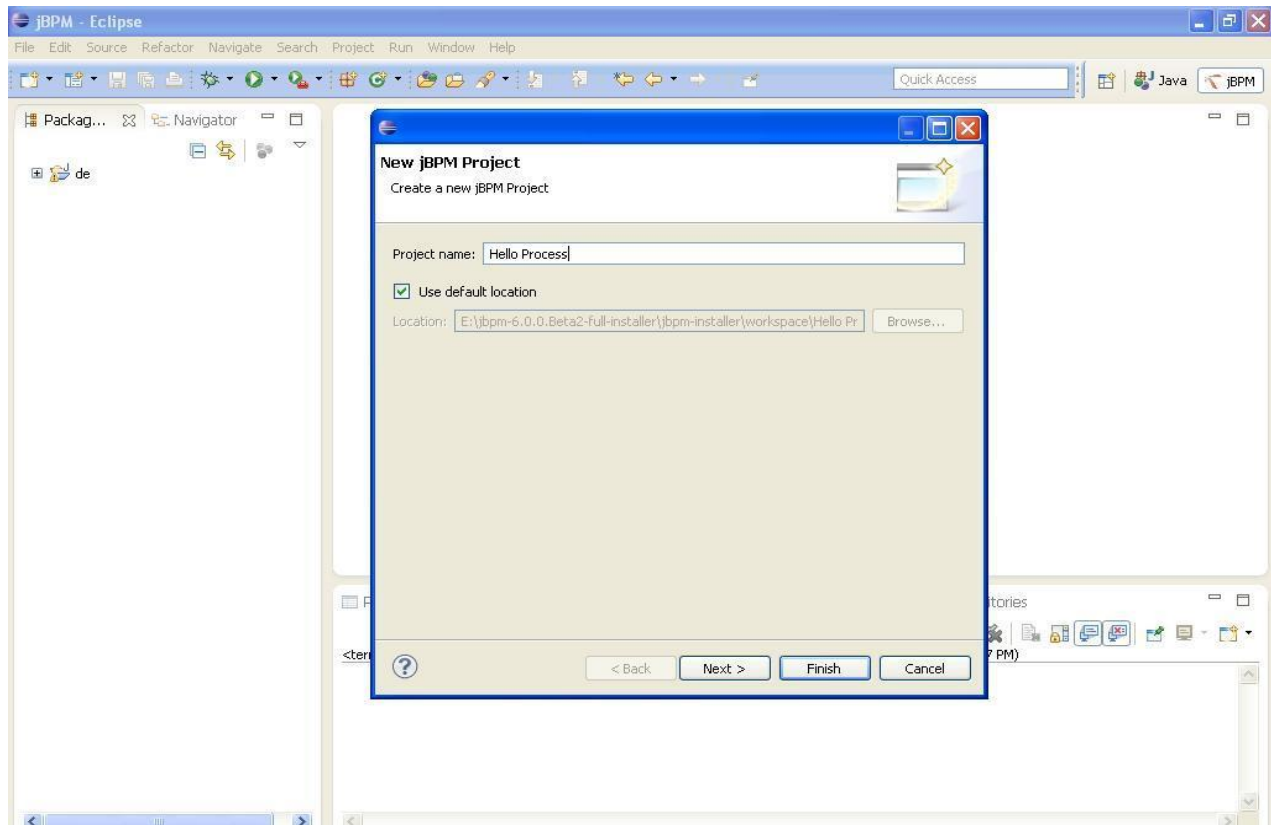 jBPM - Eclipse
File Edit Source Refactor Navigate Search Project Run Window Help
Quick Access
Java
jBPM
Packag...
Navigator
de
New jBPM Project
Create a new jBPM Project
Project name: Hello Process
Use default location
Location: E:\jbpm-6.0.0.Beta2-full-installer\jbpm-installer\workspace\Hello Pr Browse...
itories
<ter
7 PM)
< Back Next > Finish Cancel